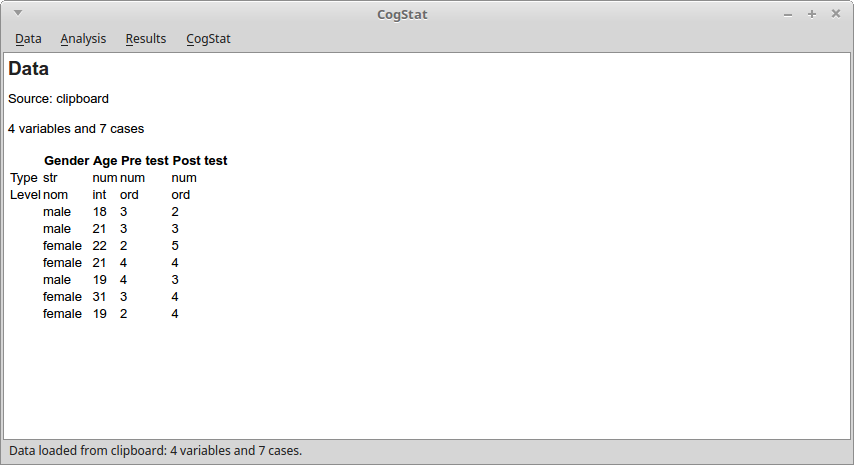 CogStat
Data Analysis Results CogStat
Data
Source: clipboard
4 variables and 7 cases
Gender Age Pre test Post test
Type str num num num
Level nom int ord ord
male 18 3 2
male 21 3 3
female 22 2 5
female 21 4 4
male 19 4 3
female 31 3 4
female 19 2 4
Data loaded from clipboard: 4 variables and 7 cases.